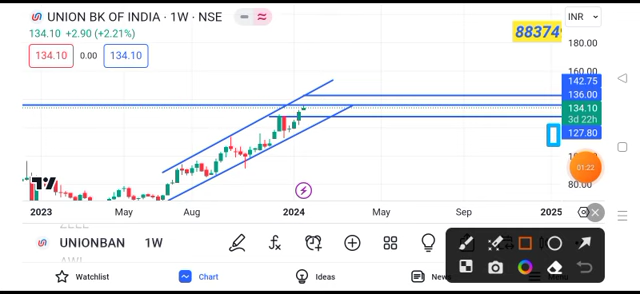 UNION BK OF INDIA · 1W · NSE
INR
134.10 +2.90 (+2.21%)
88374
134.10 0.00 134.10
180.00
160.00
142.75
136.00
134.10
3d 22h
127.80
01:22
80.00
2023 May Aug 2024 May Sep 2025
UNIONBAN 1W
Watchlist Chart Ideas News Menu